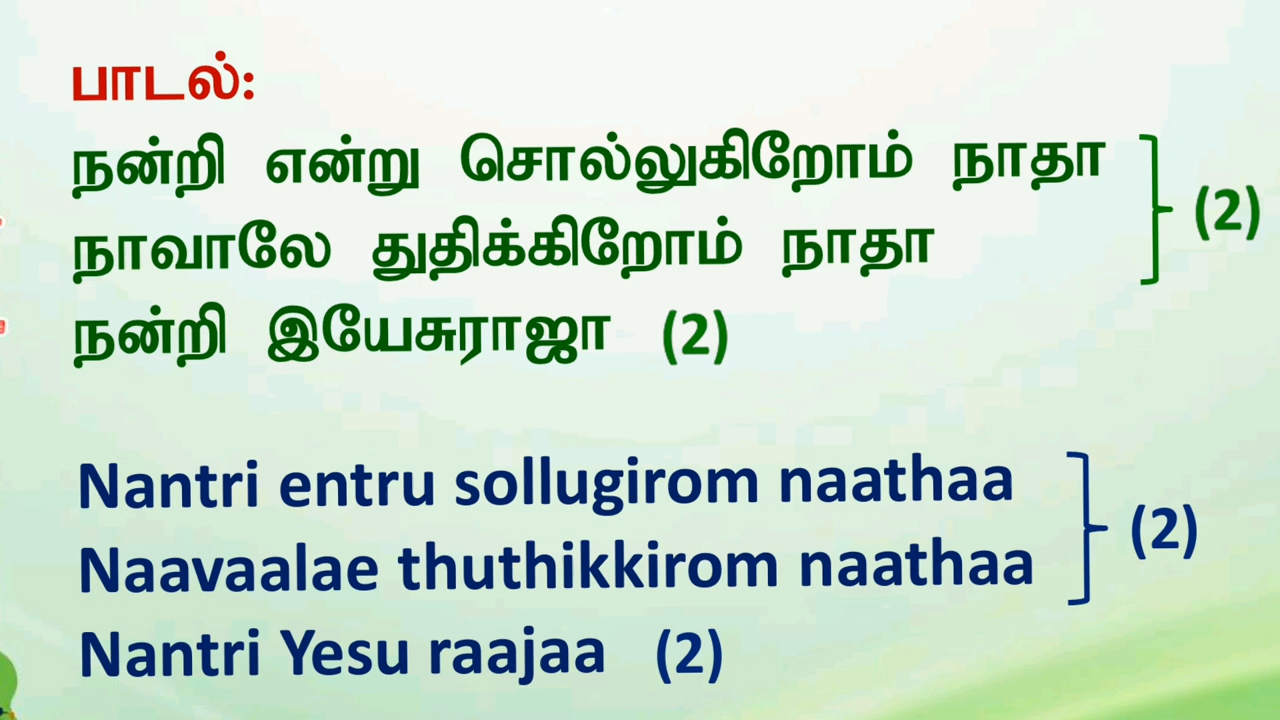 பாடல்:
நன்றி என்று சொல்லுகிறோம் நாதா
நாவாலே துதிக்கிறோம் நாதா
(2)
நன்றி இயேசுராஜா (2)
Nantri entru sollugirom naathaa
Naavaalae thuthikkirom naathaa
(2)
Nantri Yesu raajaa (2)